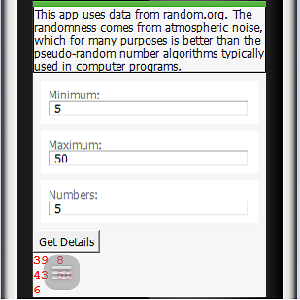 This app uses data from random.org. The
randomness comes from atmospheric noise,
which for many purposes is better than the
pseudo-random number algorithms typically
used in computer programs.
Minimum:
5
Maximum:
50
Numbers:
5
Get Details
39 8
43
6